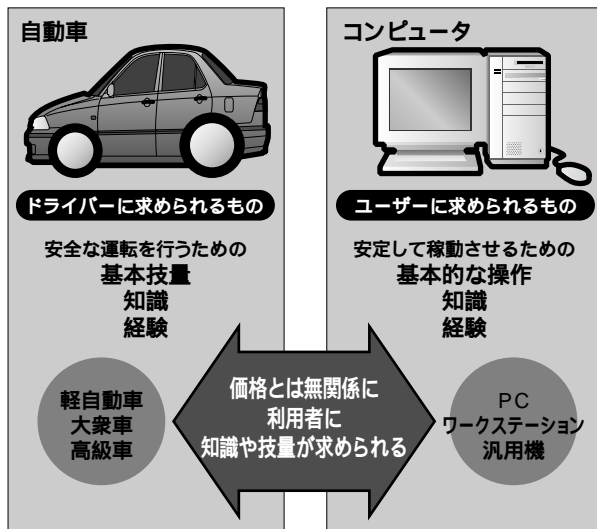 自動車
ドライバーに求められるもの
安全な運転を行うための
基本技量
知識
経験
軽自動車
大衆車
高級車
コンピュータ
ユーザーに求められるもの
安定して稼動させるための
基本的な操作
知識
経験
PC
ワークステーション
汎用機
価格とは無関係に
利用者に
知識や技量が求められる